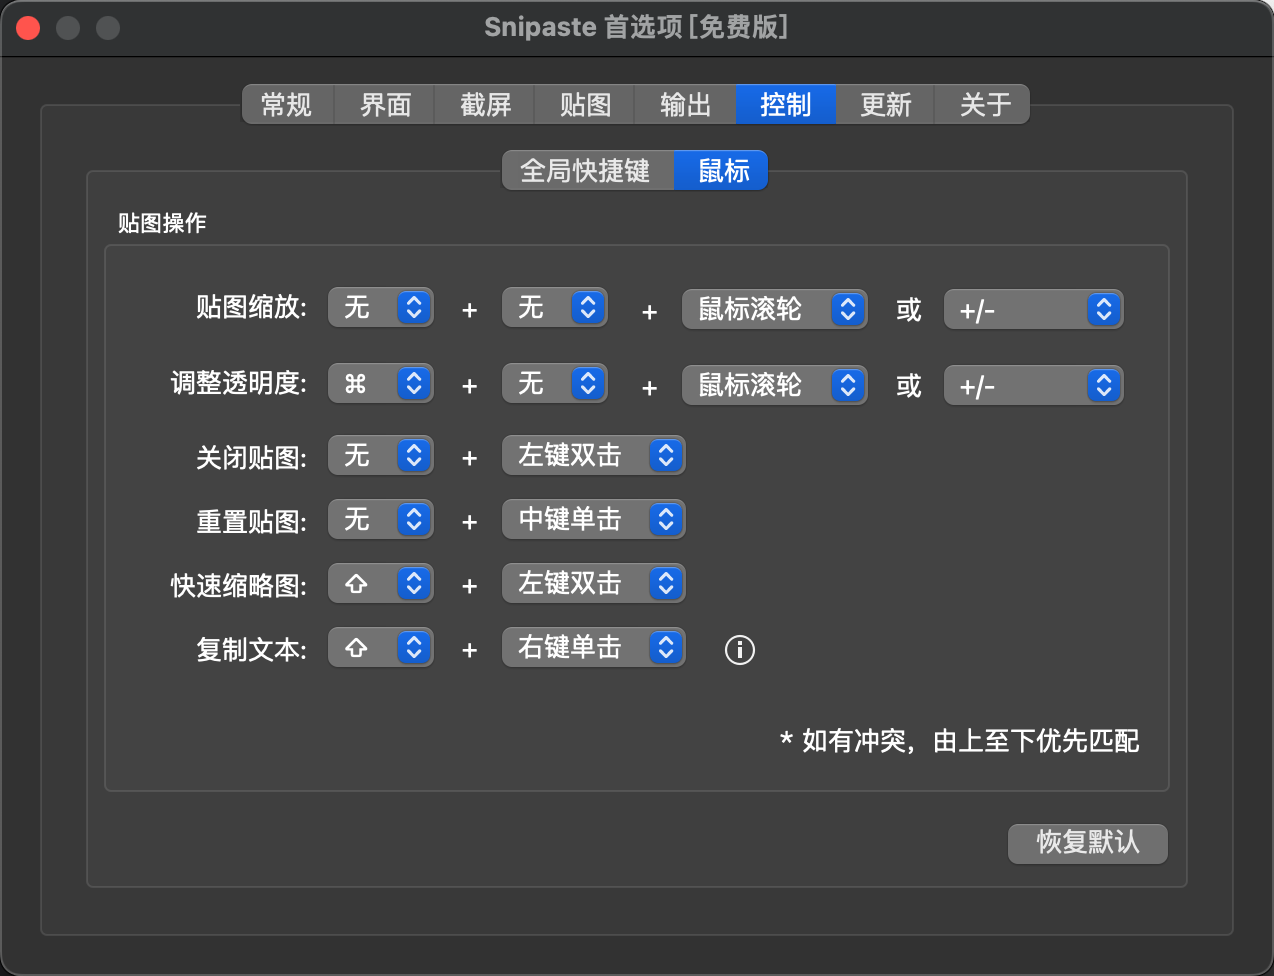 Snipaste 首选项 [免费版]
常规 界面 截屏 贴图 输出 控制 更新 关于
全局快捷键 鼠标
贴图操作
贴图缩放: 无 + 无 + 鼠标滚轮 或 +/-
调整透明度: ⌘ + 无 + 鼠标滚轮 或 +/-
关闭贴图: 无 + 左键双击
重置贴图: 无 + 中键单击
快速缩略图: ⇧ + 左键双击
复制文本: ⇧ + 右键单击
* 如有冲突，由上至下优先匹配
恢复默认